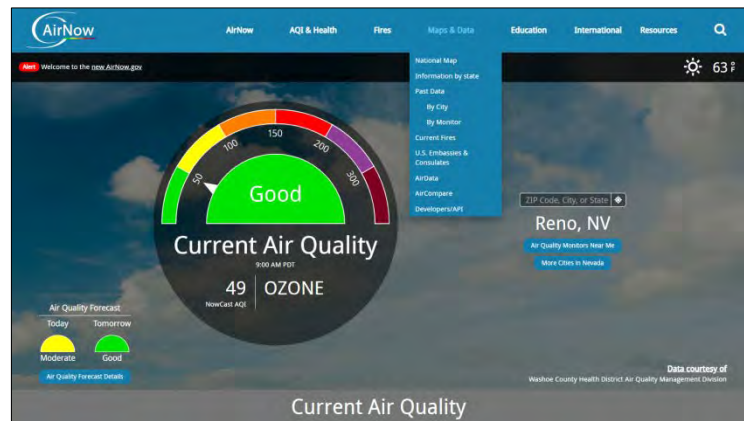 AirNow
AirNow AQI & Health Fires Maps & Data Education International Resources
Alert Welcome to the new AirNow.gov
63 °F
National Map
Information by state
Past Data
By City
By Monitor
Current Fires
U.S. Embassies &
Consulates
AirData
AirCompare
Developers/API
50
100
150
200
300
Good
Current Air Quality
9:00 AM PDT
49 OZONE
NowCast AQI
ZIP Code, City, or State
Reno, NV
Air Quality Monitors Near Me
More Cities in Nevada
Air Quality Forecast
Today Tomorrow
Moderate Good
Air Quality Forecast Details
Data courtesy of
Washoe County Health District Air Quality Management Division
Current Air Quality